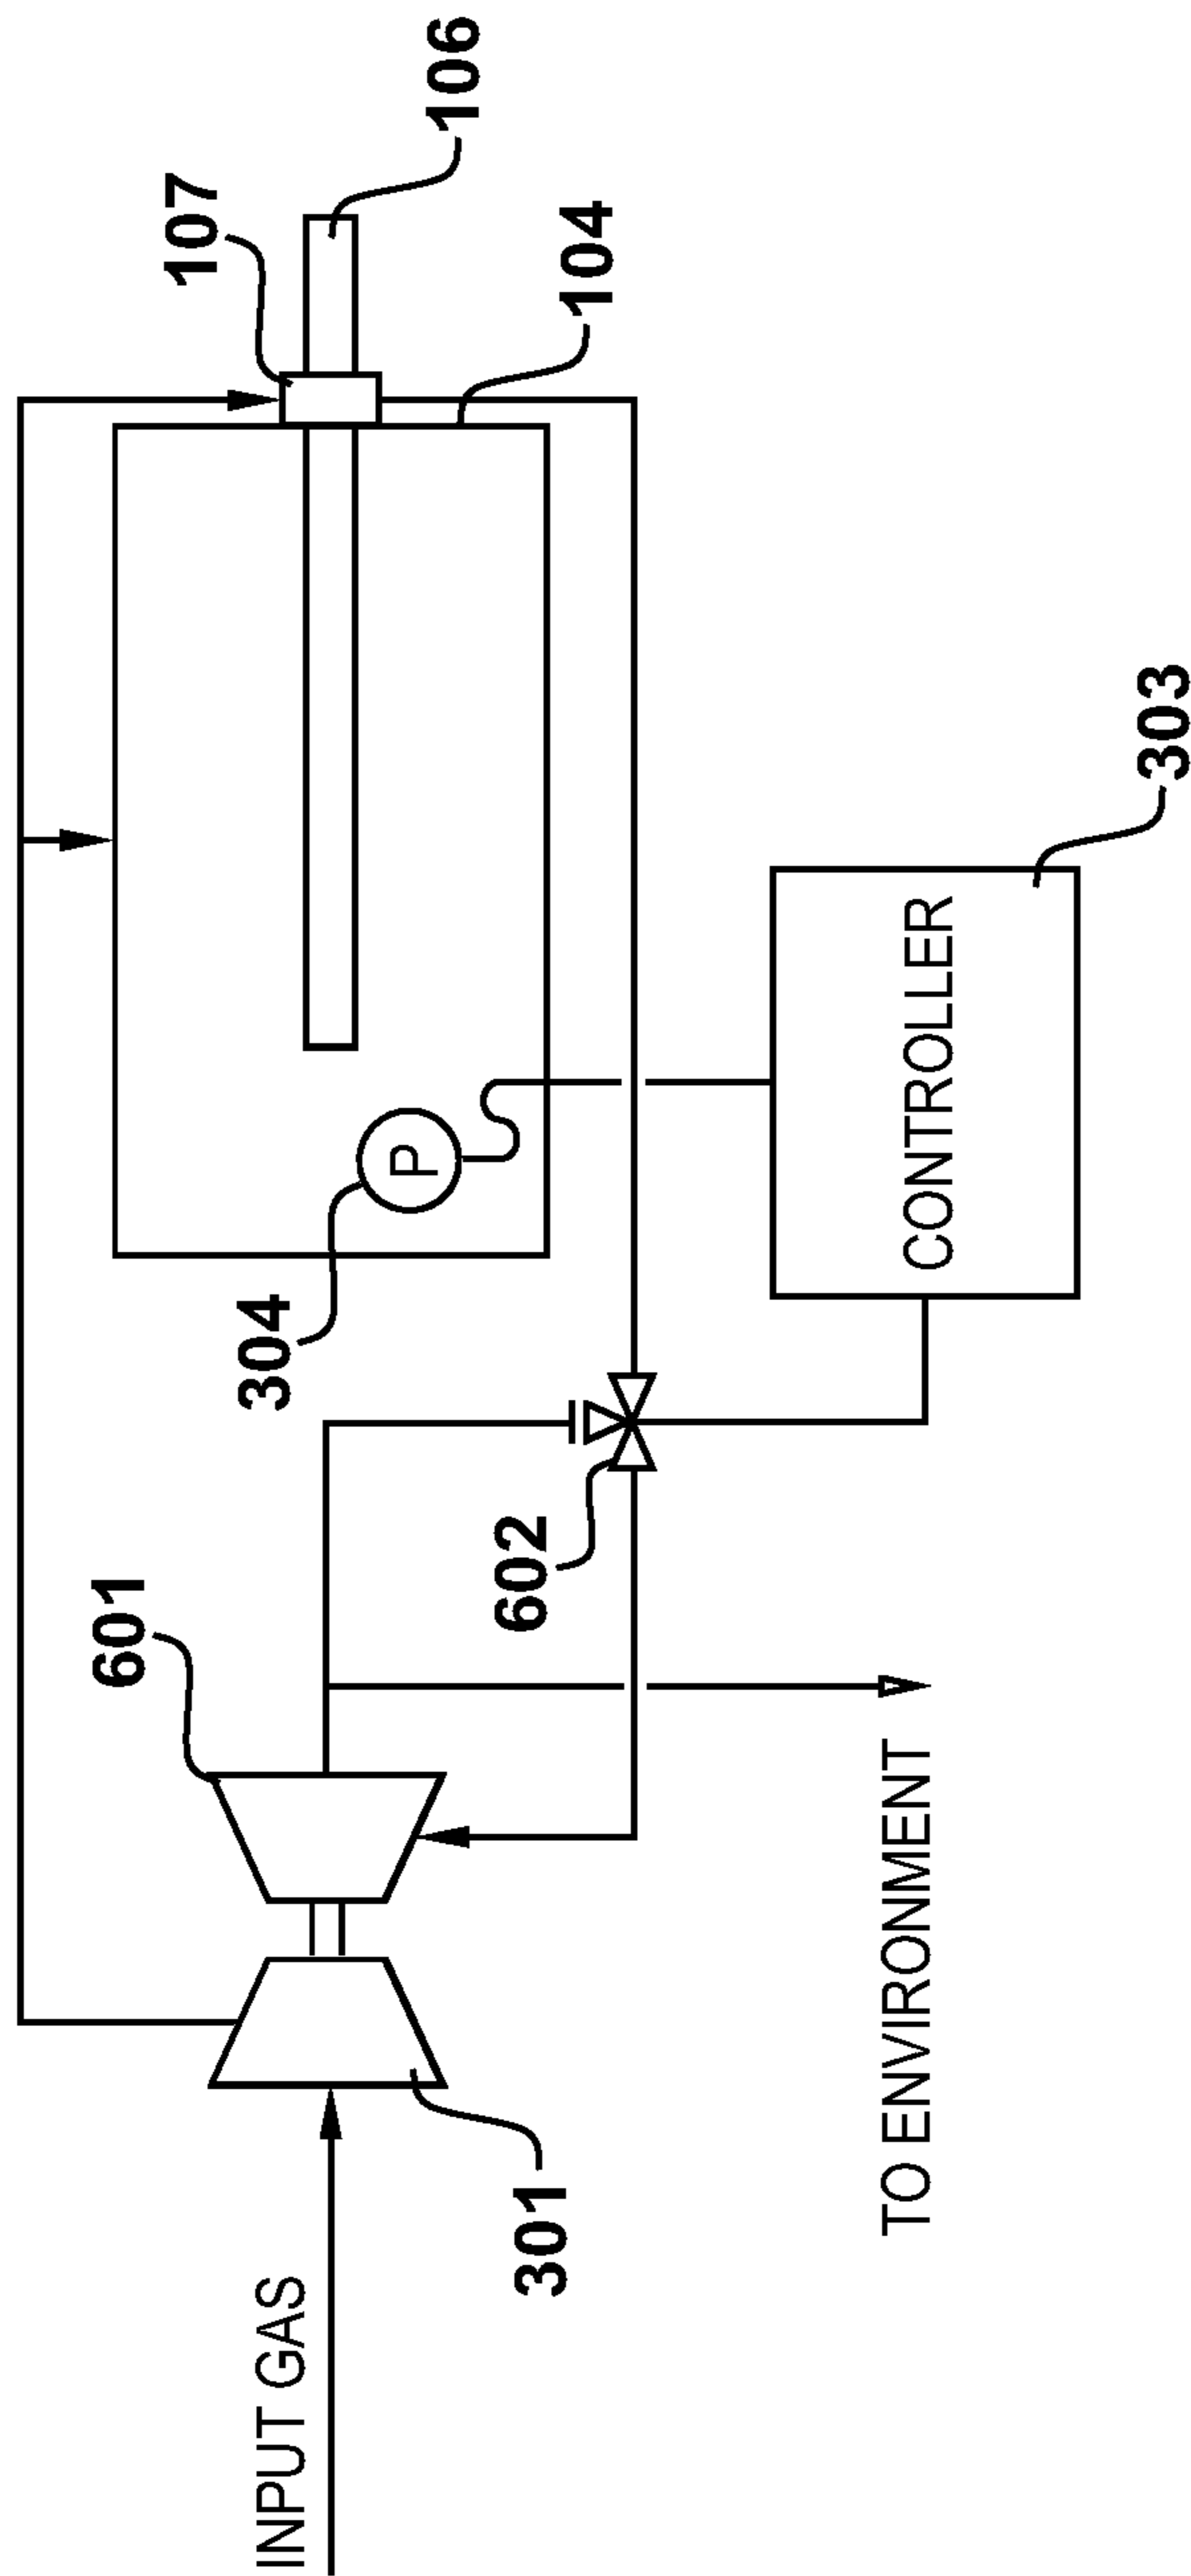 INPUT GAS
301
601
602
TO ENVIRONMENT
304
P
CONTROLLER
303
107
106
104